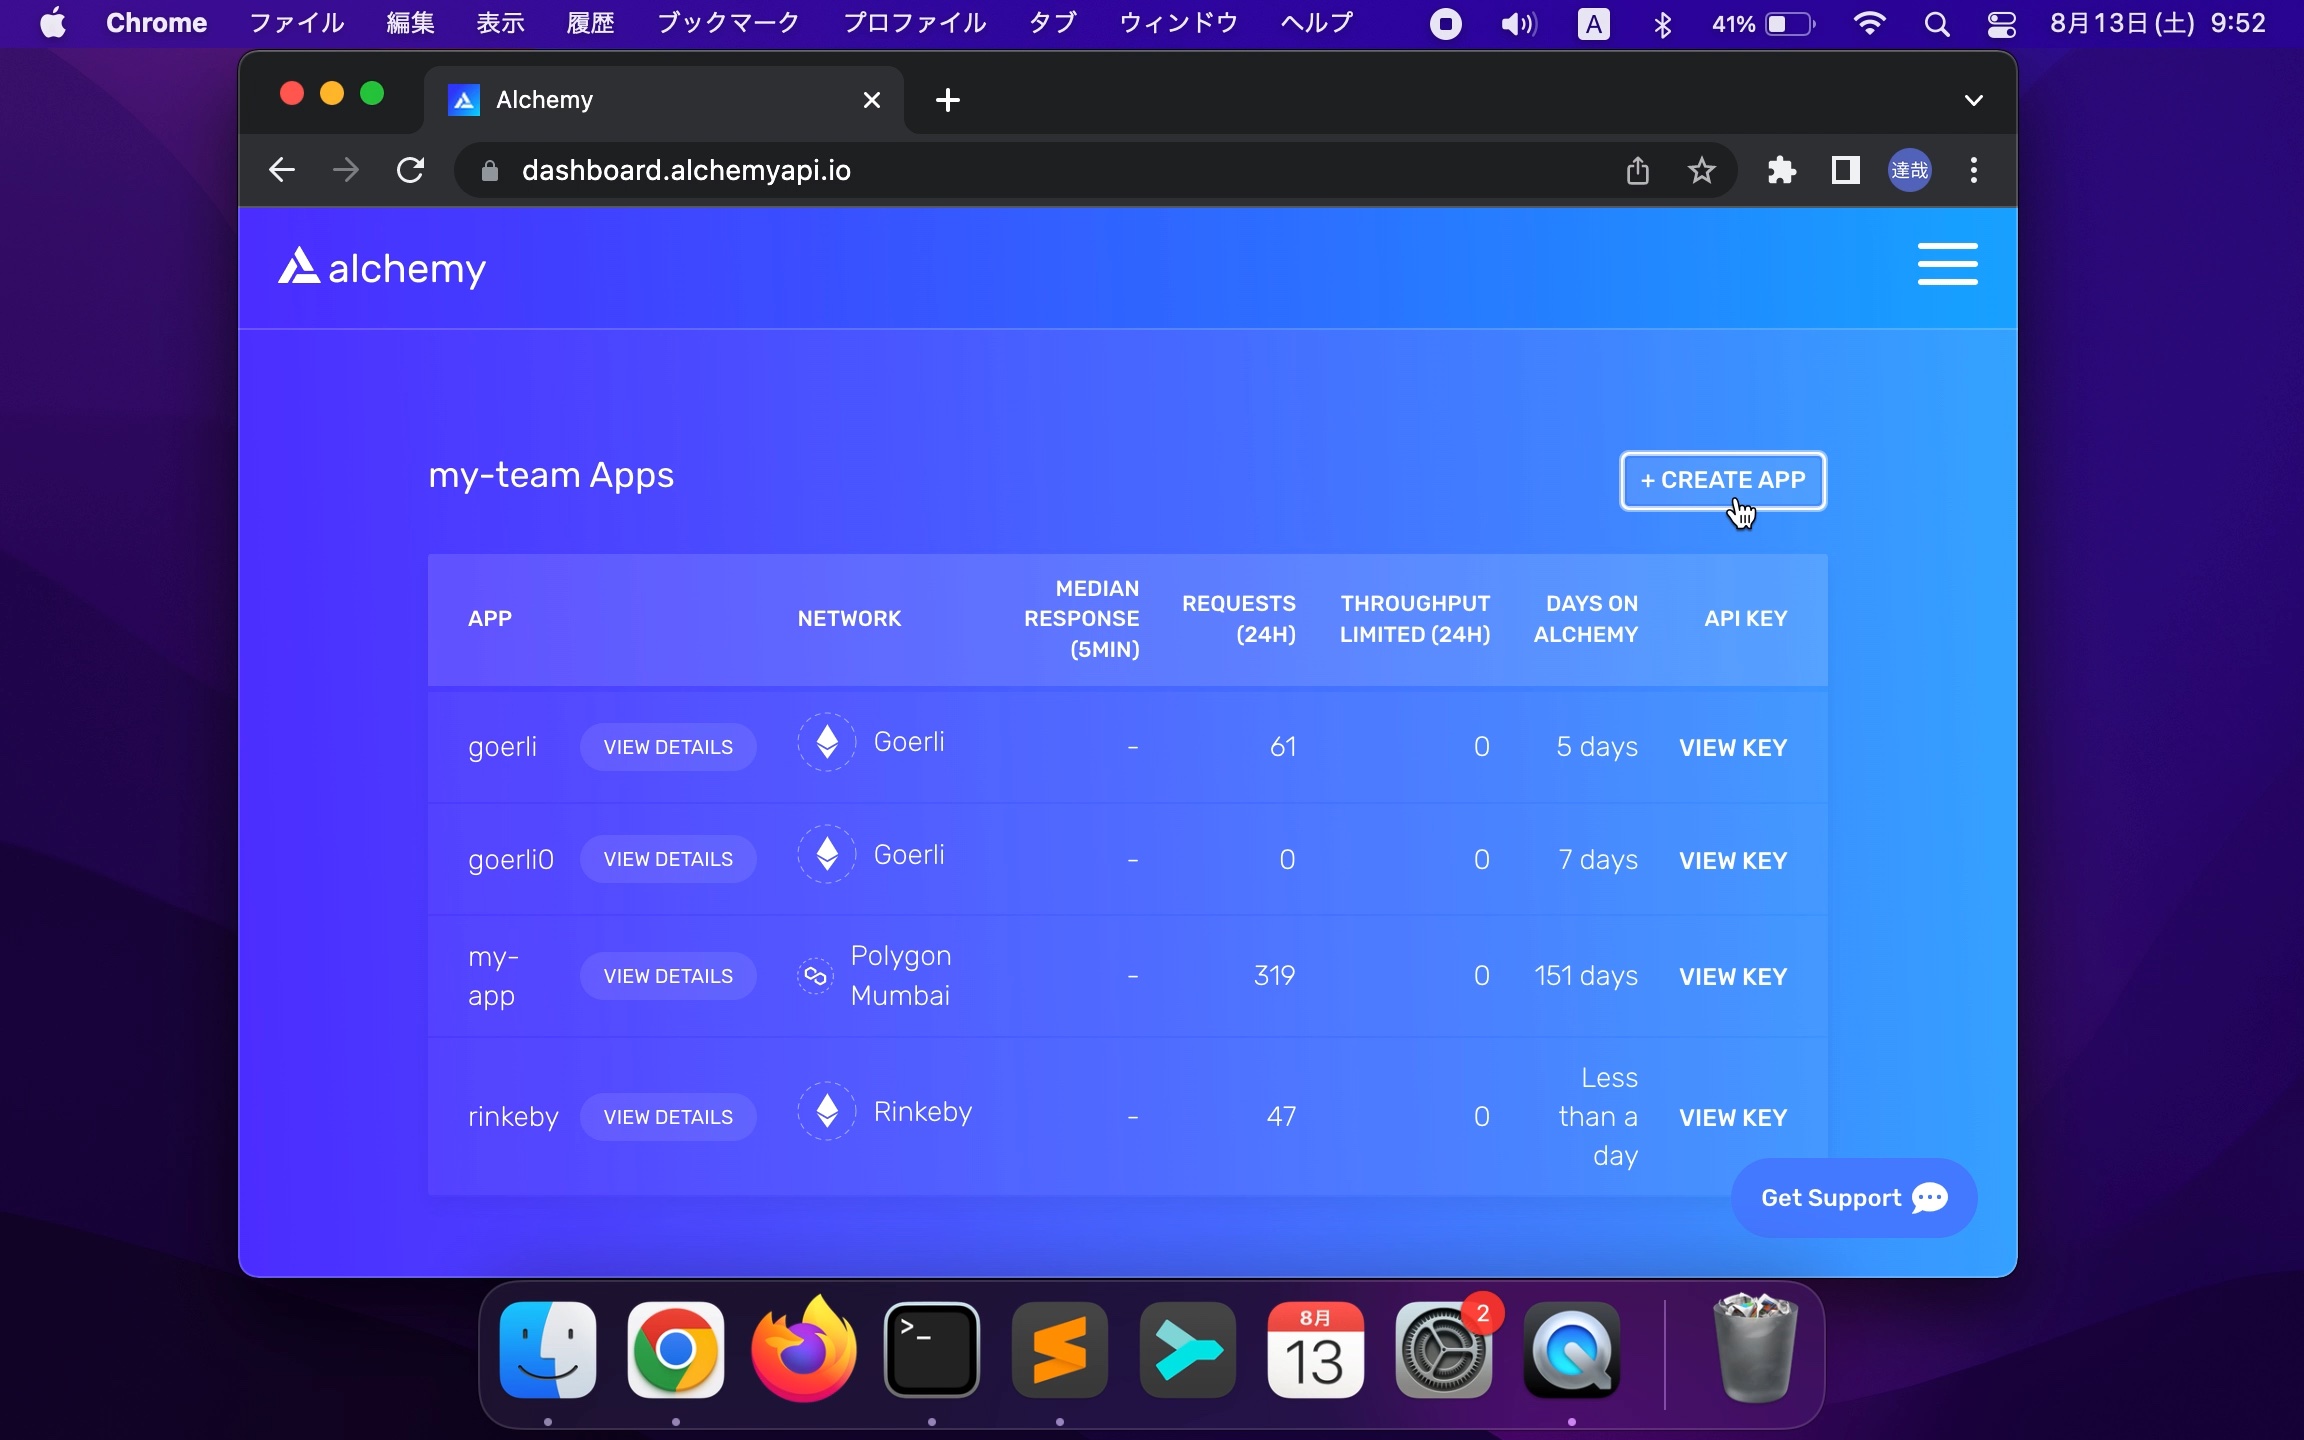 Chrome ファイル 編集 表示 履歴 ブックマーク プロファイル タブ ウィンドウ ヘルプ A 41% 8月13日(土) 9:52
Alchemy
dashboard.alchemyapi.io 達哉
alchemy
my-team Apps
+ CREATE APP
APP NETWORK MEDIAN RESPONSE (5MIN) REQUESTS (24H) THROUGHPUT LIMITED (24H) DAYS ON ALCHEMY API KEY
goerli VIEW DETAILS Goerli - 61 0 5 days VIEW KEY
goerli0 VIEW DETAILS Goerli - 0 0 7 days VIEW KEY
my-app VIEW DETAILS Polygon Mumbai - 319 0 151 days VIEW KEY
rinkeby VIEW DETAILS Rinkeby - 47 0 Less than a day VIEW KEY
Get Support
>_
8月
13
2